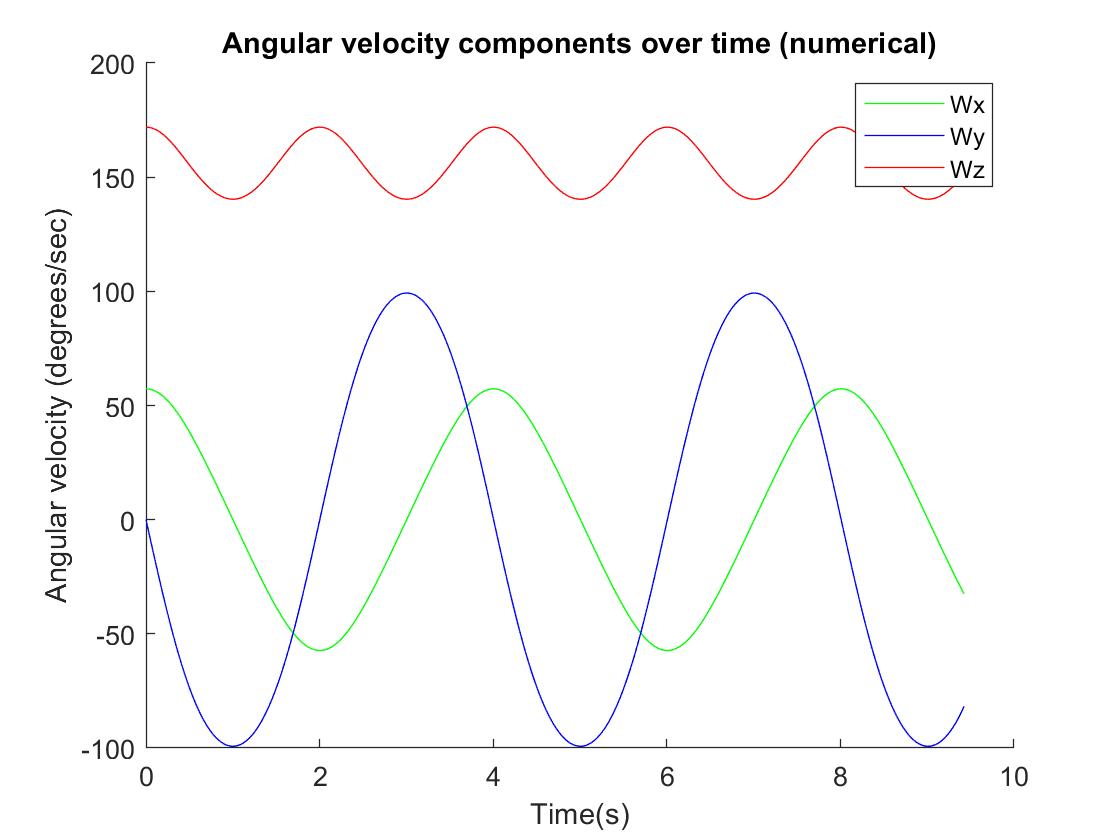 Angular velocity components over time (numerical)
200
150
100
50
0
-50
-100
Angular velocity (degrees/sec)
Wx
Wy
Wz
0 2 4 6 8 10
Time(s)